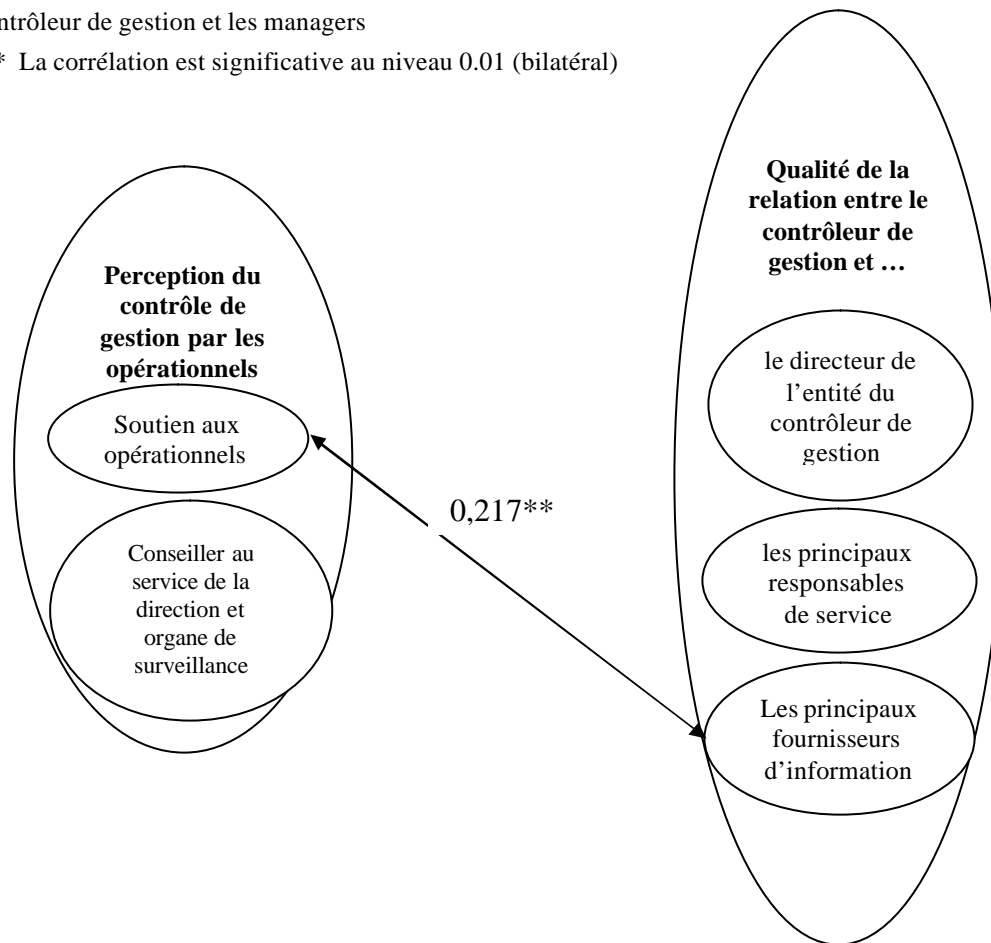 ntrôleur de gestion et les managers
* La corrélation est significative au niveau 0.01 (bilatéral)
Perception du
contrôle de
gestion par les
opérationnels
Soutien aux
opérationnels
Conseiller au
service de la
direction et
organe de
surveillance
0,217**
Qualité de la
relation entre le
contrôleur de
gestion et …
le directeur de
l’entité du
contrôleur de
gestion
les principaux
responsables
de service
Les principaux
fournisseurs
d’information